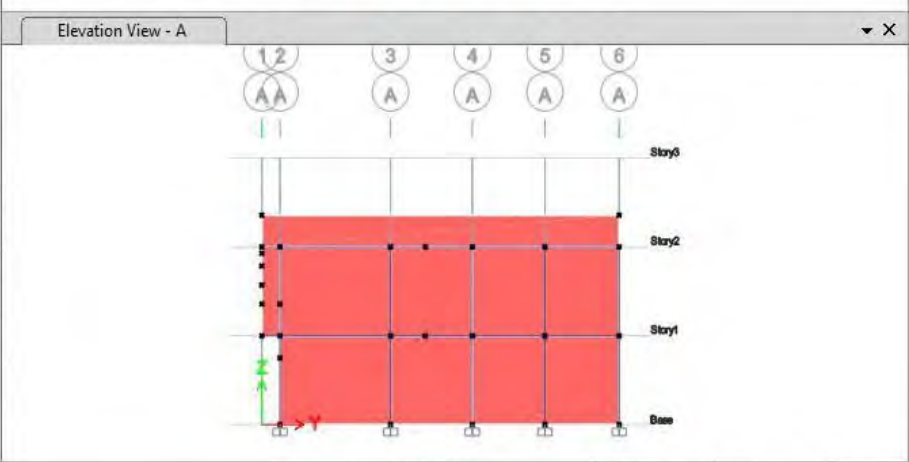 Elevation View - A
1 2 3 4 5 6
A A A A A A
Story3
Story2
Story1
Z
Base
Y